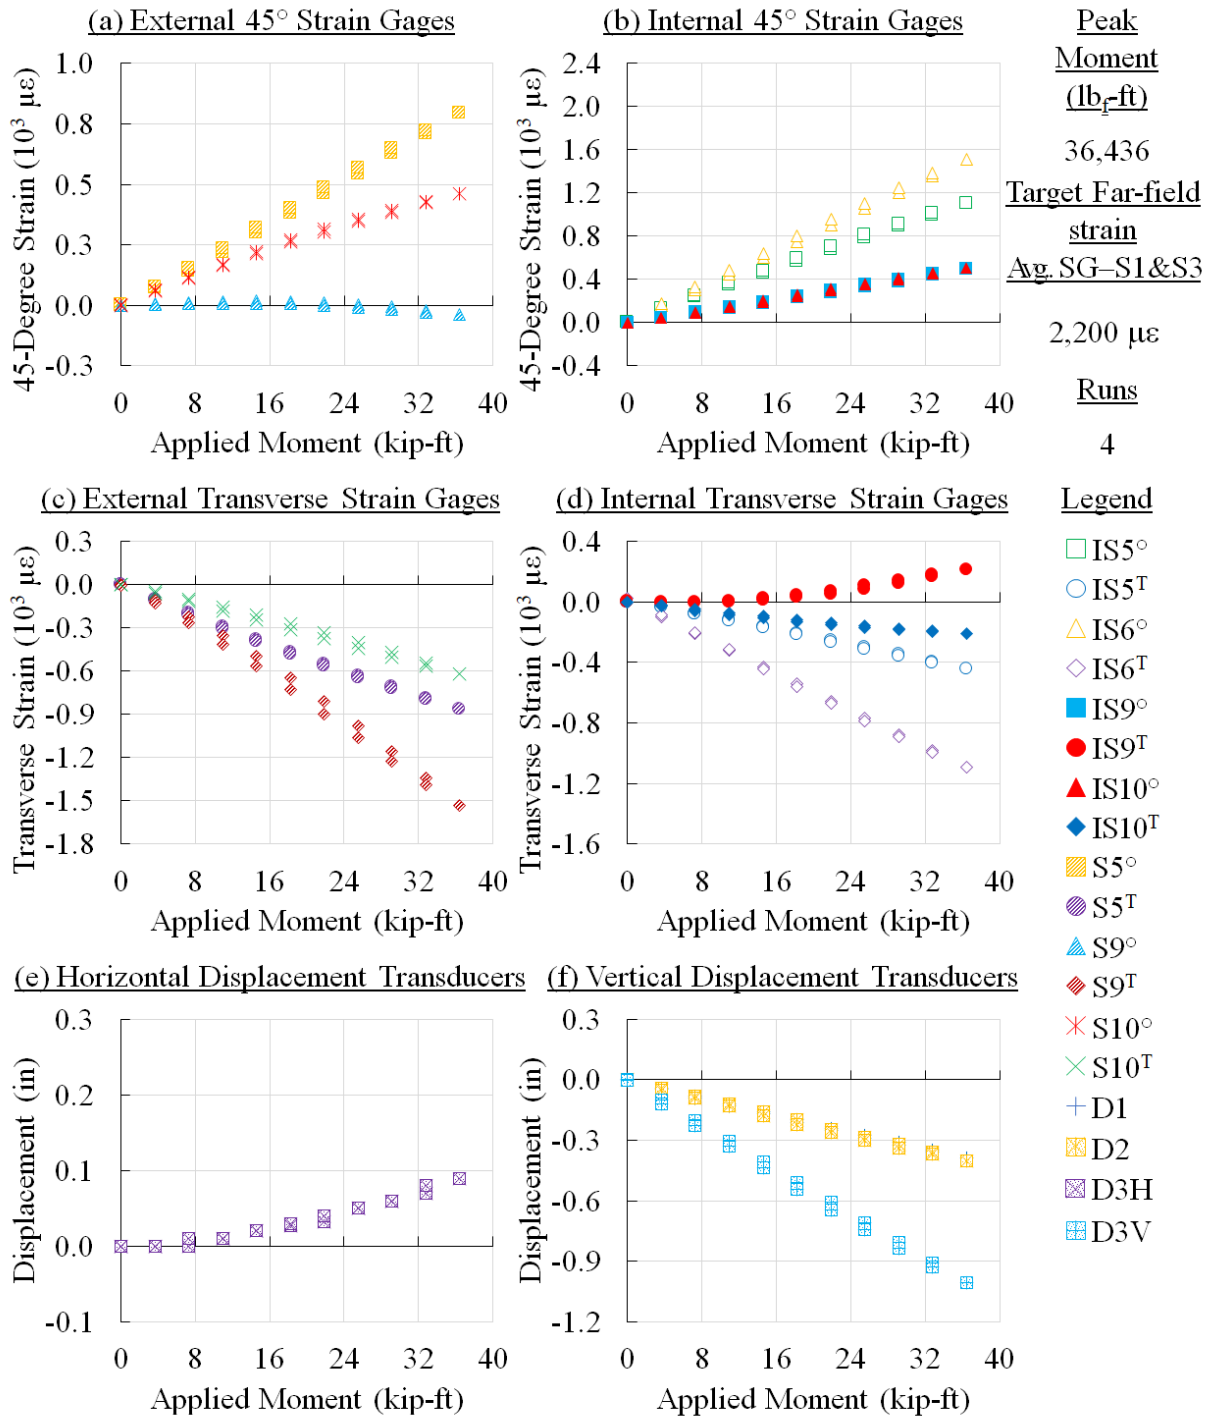 (a) External 45° Strain Gages
45-Degree Strain (10³ με)
1.0
0.8
0.5
0.3
0.0
-0.3
0 8 16 24 32 40
Applied Moment (kip-ft)
(b) Internal 45° Strain Gages
45-Degree Strain (10³ με)
2.4
2.0
1.6
1.2
0.8
0.4
0.0
-0.4
0 8 16 24 32 40
Applied Moment (kip-ft)
Peak
Moment
(lb_f-ft)
36,436
Target Far-field
strain
Avg. SG–S1&S3
2,200 με
Runs
4
(c) External Transverse Strain Gages
Transverse Strain (10³ με)
0.3
0.0
-0.3
-0.6
-0.9
-1.2
-1.5
-1.8
0 8 16 24 32 40
Applied Moment (kip-ft)
(d) Internal Transverse Strain Gages
Transverse Strain (10³ με)
0.4
0.0
-0.4
-0.8
-1.2
-1.6
0 8 16 24 32 40
Applied Moment (kip-ft)
Legend
IS5°
IS5ᵀ
IS6°
IS6ᵀ
IS9°
IS9ᵀ
IS10°
IS10ᵀ
S5°
S5ᵀ
S9°
S9ᵀ
S10°
S10ᵀ
D1
D2
D3H
D3V
(e) Horizontal Displacement Transducers
Displacement (in)
0.3
0.2
0.1
0.0
-0.1
0 8 16 24 32 40
Applied Moment (kip-ft)
(f) Vertical Displacement Transducers
Displacement (in)
0.3
0.0
-0.3
-0.6
-0.9
-1.2
0 8 16 24 32 40
Applied Moment (kip-ft)